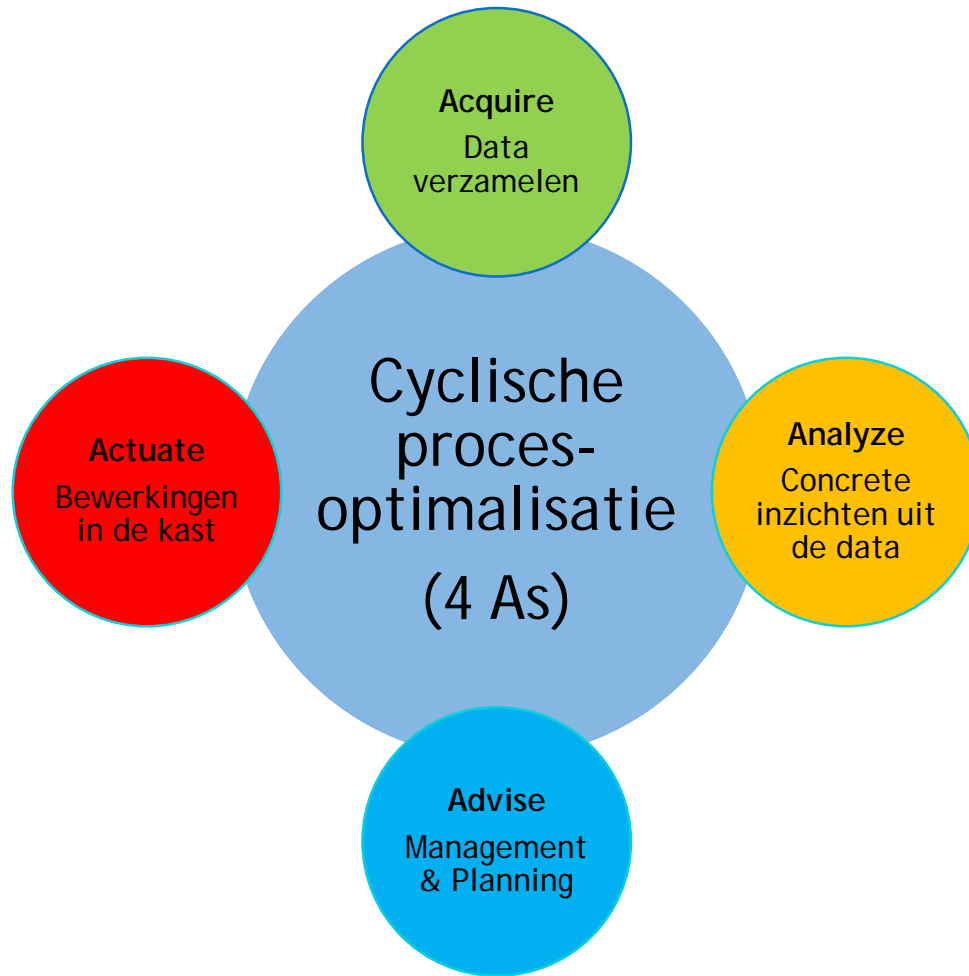 Acquire
Data
verzamelen
Cyclische
proces-
optimalisatie
(4 As)
Analyze
Concrete
inzichten uit
de data
Actuate
Bewerkingen
in de kast
Advise
Management
& Planning